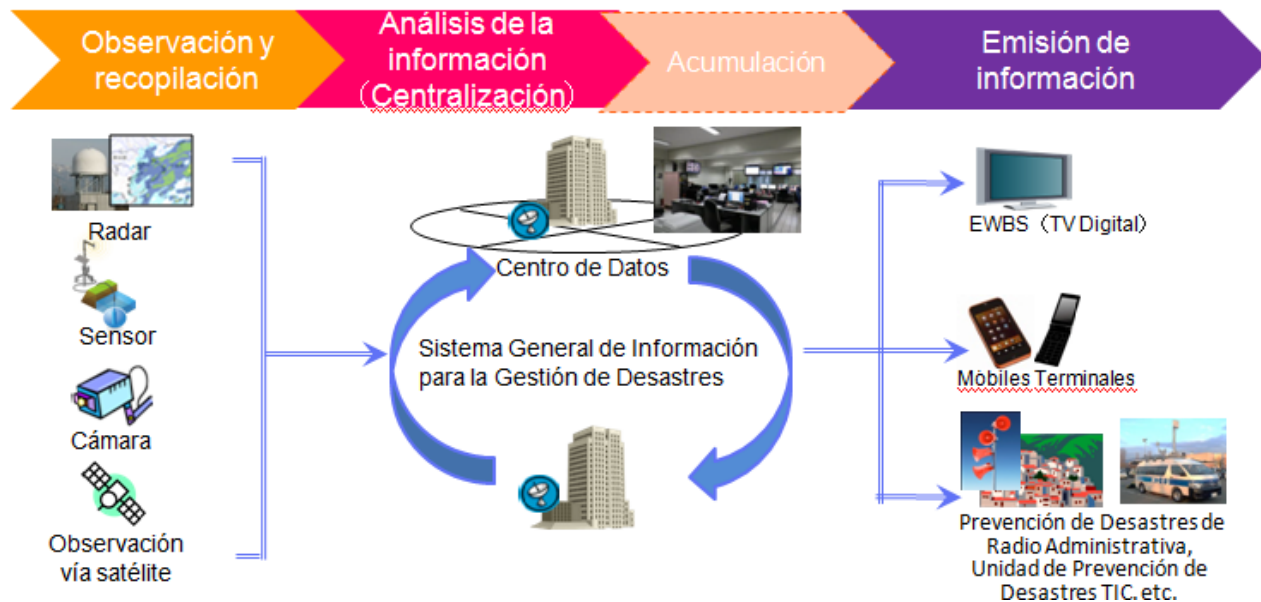 Observación y
recopilación
Análisis de la
información
(Centralización)
Acumulación
Emisión de
información
Radar
Sensor
Cámara
Observación
vía satélite
Centro de Datos
Sistema General de Información
para la Gestión de Desastres
EWBS (TV Digital)
Móbiles Terminales
Prevención de Desastres de
Radio Administrativa,
Unidad de Prevención de
Desastres TIC, etc.